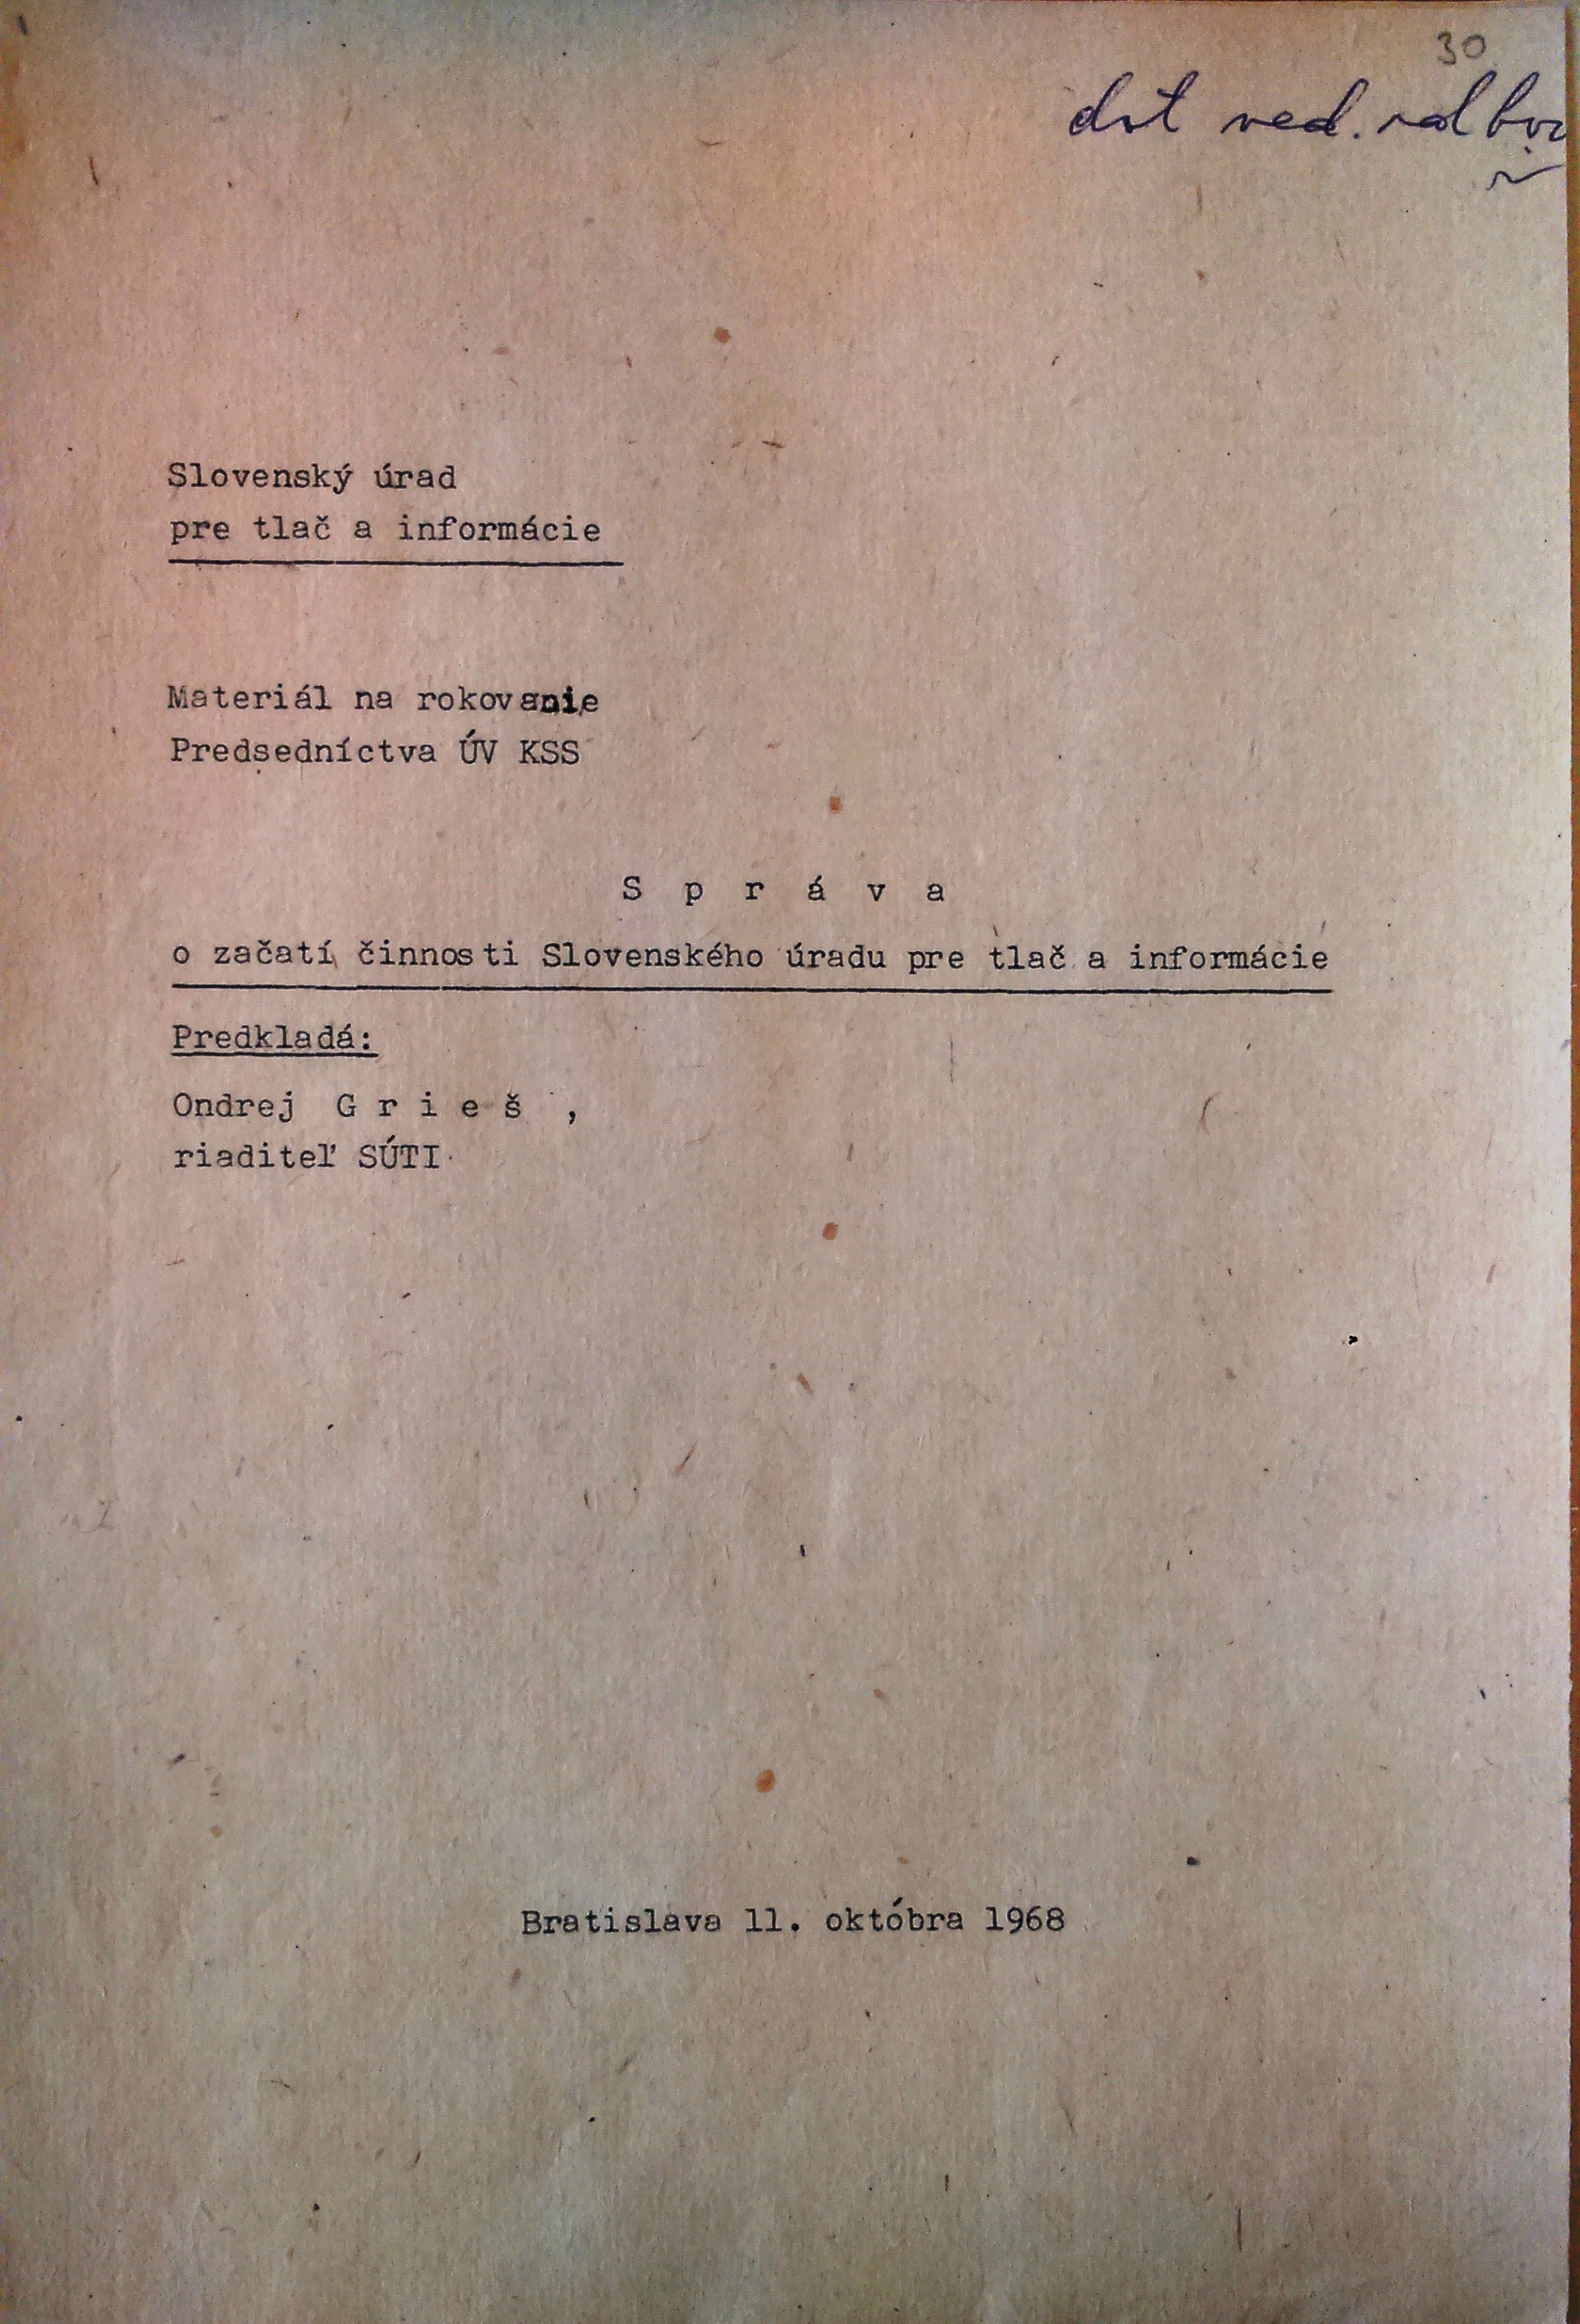 30
ved.
Slovenský úrad
pre tlač a informácie
Materiál na rokovanie
Predsedníctva ÚV KSS
S p r á v a
o začatí činnosti Slovenského úradu pre tlač a informácie
Predkladá:
Ondrej G r i e š ,
riaditeľ SÚTI
Bratislava 11. októbra 1968